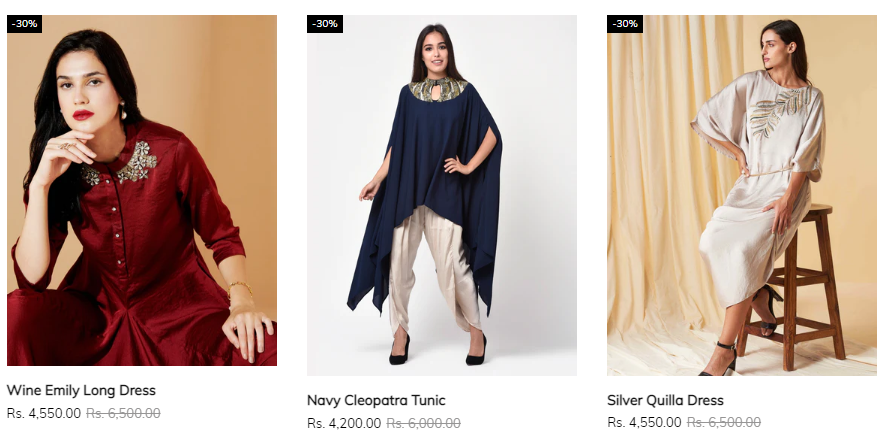 -30%
Wine Emily Long Dress
Rs. 4,550.00 Rs. 6,500.00
-30%
Navy Cleopatra Tunic
Rs. 4,200.00 Rs. 6,000.00
-30%
Silver Quilla Dress
Rs. 4,550.00 Rs. 6,500.00